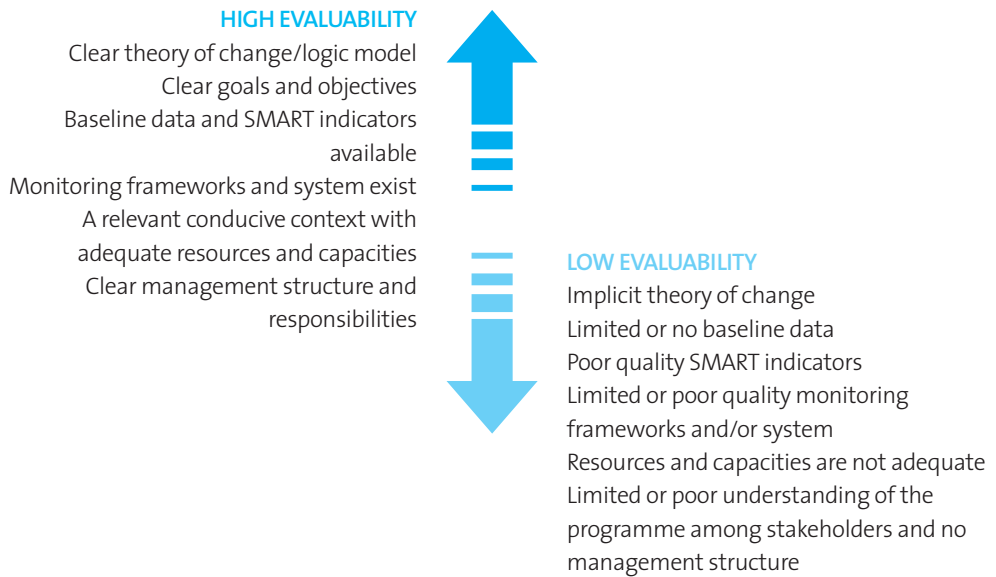 HIGH EVALUABILITY
Clear theory of change/logic model
Clear goals and objectives
Baseline data and SMART indicators
available
Monitoring frameworks and system exist
A relevant conducive context with
adequate resources and capacities
Clear management structure and
responsibilities
LOW EVALUABILITY
Implicit theory of change
Limited or no baseline data
Poor quality SMART indicators
Limited or poor quality monitoring
frameworks and/or system
Resources and capacities are not adequate
Limited or poor understanding of the
programme among stakeholders and no
management structure